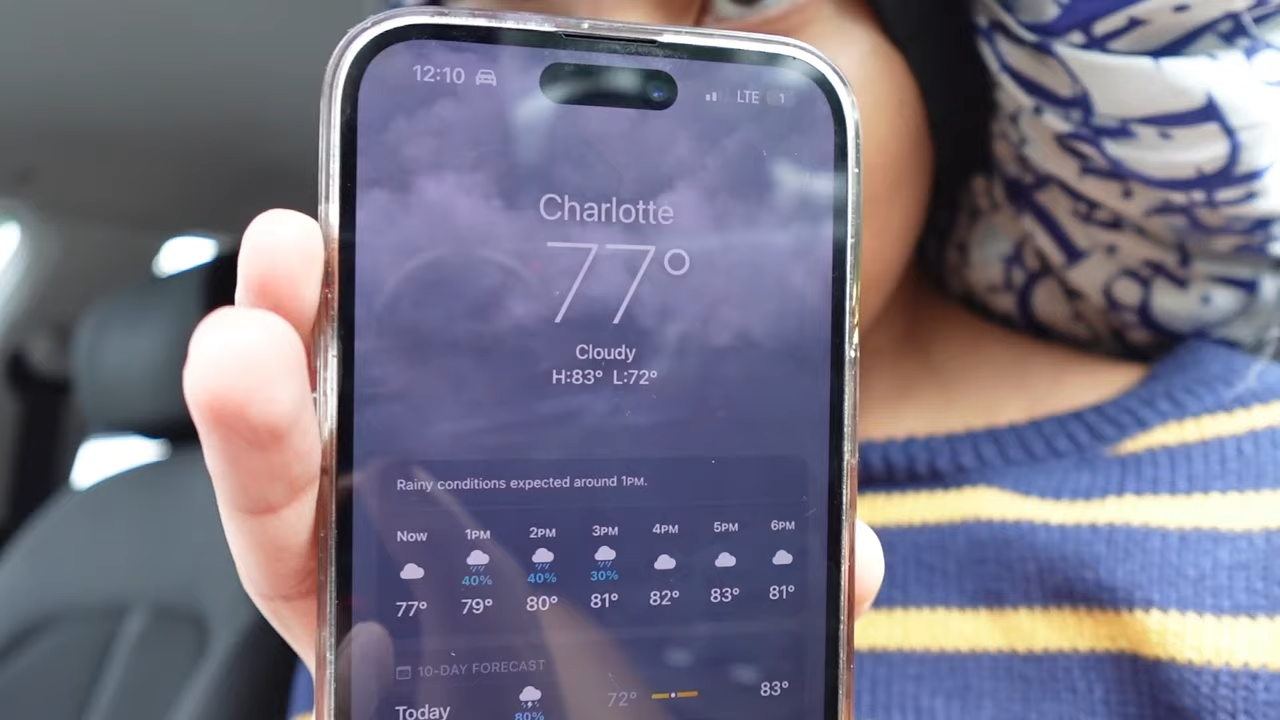 12:10 LTE 1
Charlotte
77°
Cloudy
H:83° L:72°
Rainy conditions expected around 1PM.
Now 1PM 2PM 3PM 4PM 5PM 6PM
40% 40% 30%
77° 79° 80° 81° 82° 83° 81°
10-DAY FORECAST
Today 72° 83°
80%